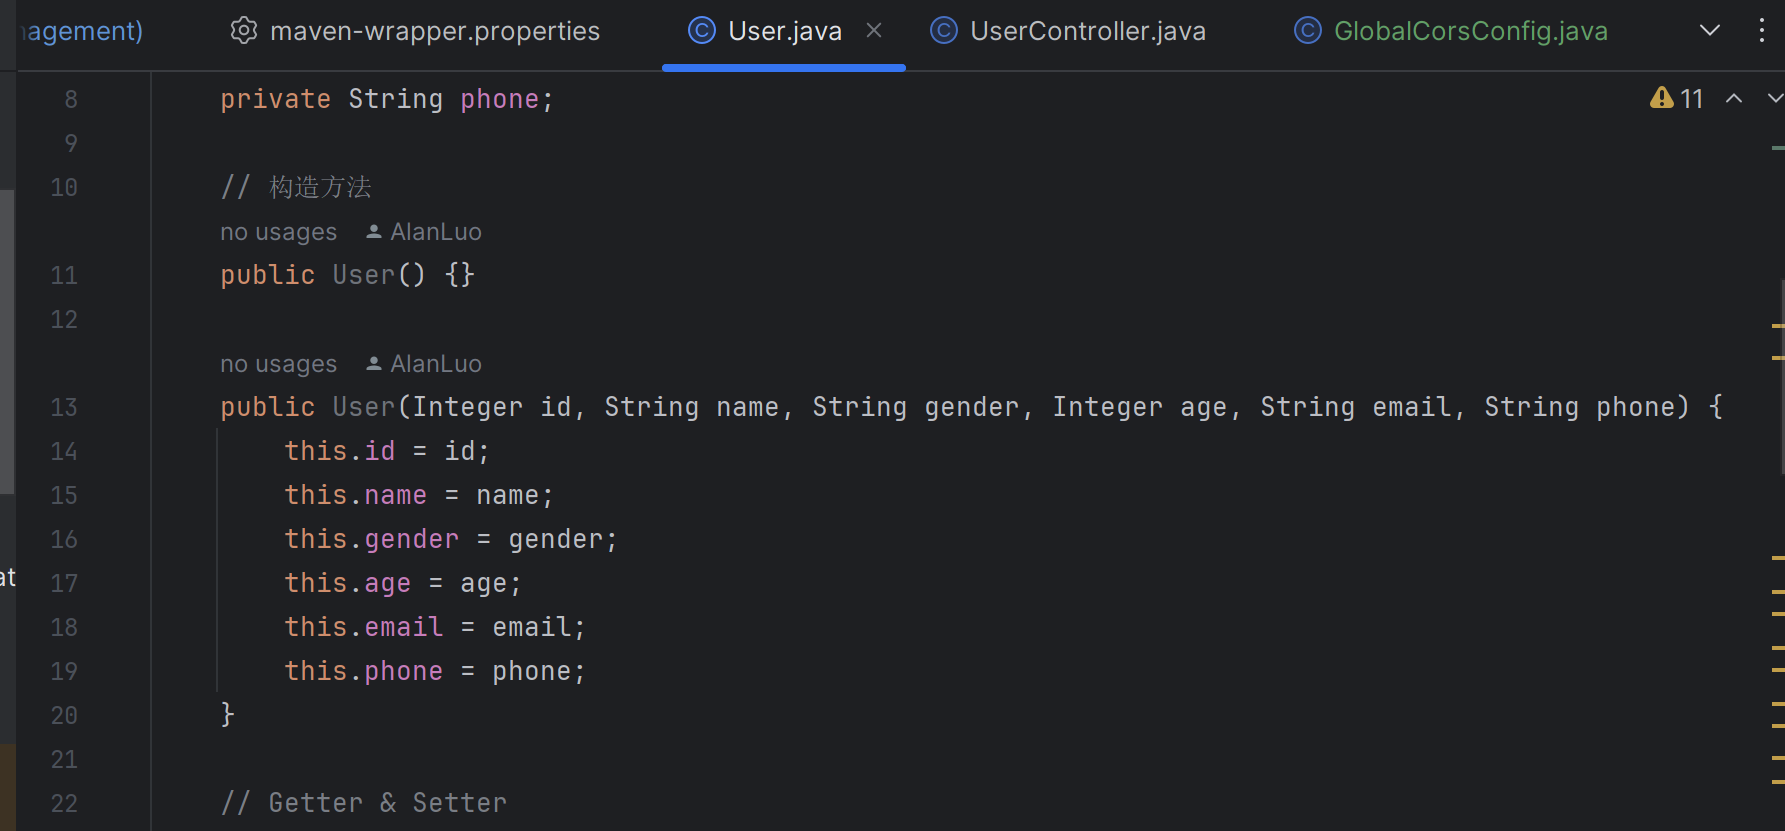 agement) maven-wrapper.properties User.java UserController.java GlobalCorsConfig.java
8 private String phone; 11
9
10 // 构造方法
no usages AlanLuo
11 public User() {}
12
no usages AlanLuo
13 public User(Integer id, String name, String gender, Integer age, String email, String phone) {
14 this.id = id;
15 this.name = name;
16 this.gender = gender;
at
17 this.age = age;
18 this.email = email;
19 this.phone = phone;
20 }
21
22 // Getter & Setter